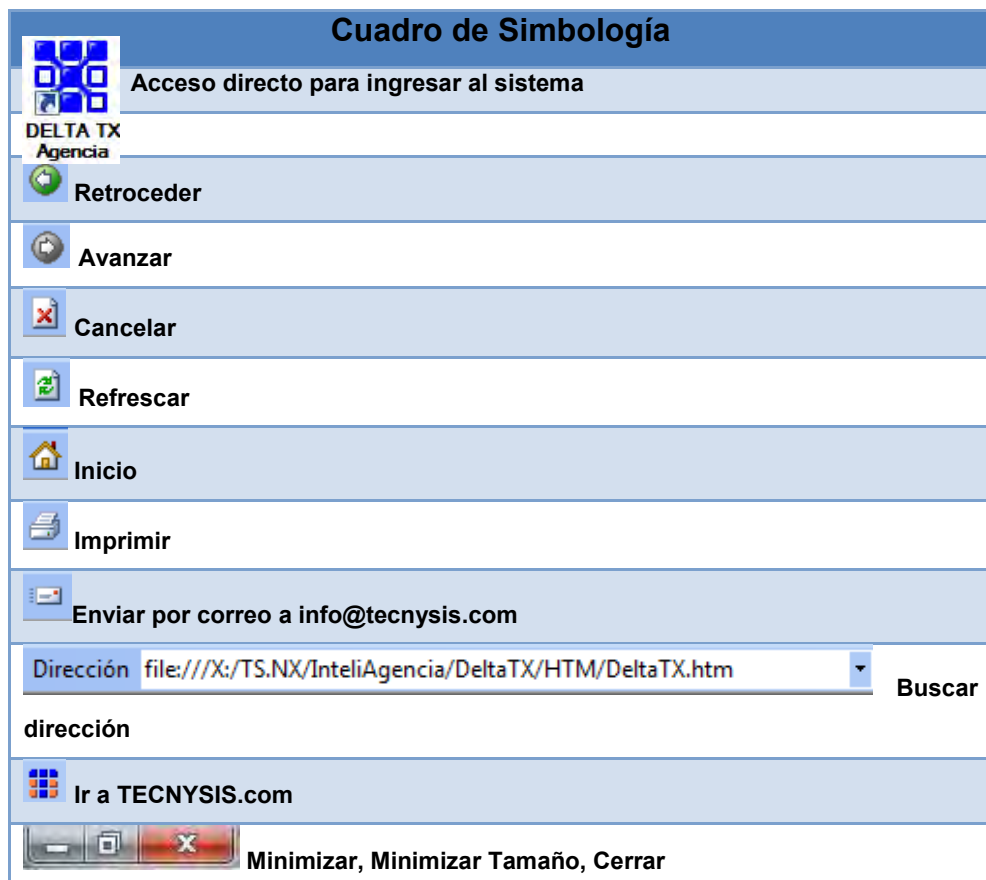 Cuadro de Simbología
Acceso directo para ingresar al sistema
DELTA TX
Agencia
Retroceder
Avanzar
Cancelar
Refrescar
Inicio
Imprimir
Enviar por correo a info@tecnysis.com
Dirección file:///X:/TS.NX/InteliAgencia/DeltaTX/HTM/DeltaTX.htm Buscar
dirección
Ir a TECNYSIS.com
Minimizar, Minimizar Tamaño, Cerrar